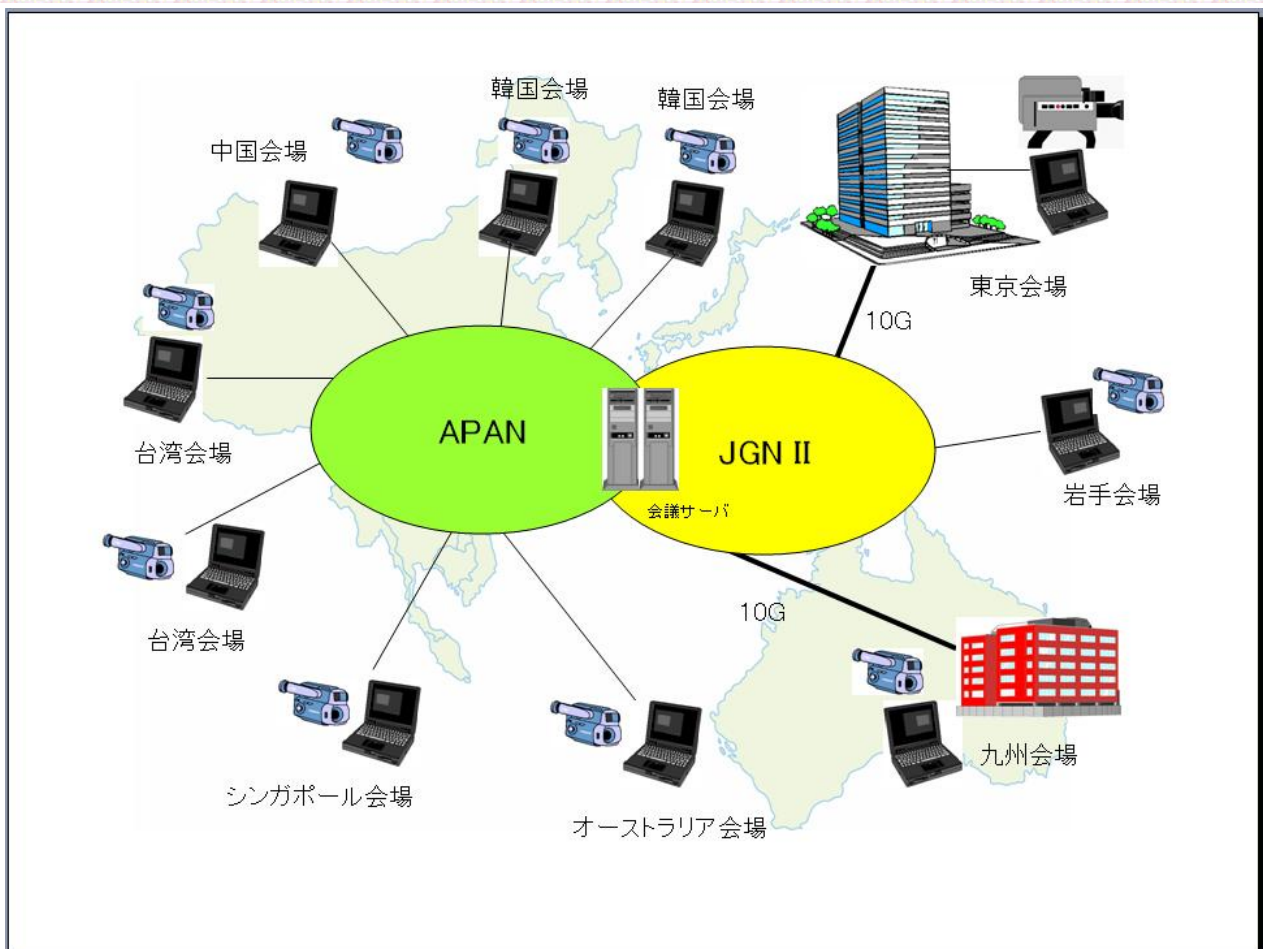 韓国会場
韓国会場
中国会場
東京会場
10G
台湾会場
APAN
JGN II
会議サーバ
岩手会場
10G
台湾会場
九州会場
シンガポール会場
オーストラリア会場